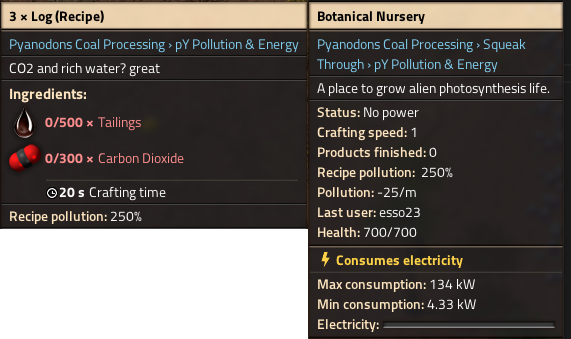 3 × Log (Recipe)
Pyanodons Coal Processing › pY Pollution & Energy
CO2 and rich water? great
Ingredients:
0/500 × Tailings
0/300 × Carbon Dioxide
20 s Crafting time
Recipe pollution: 250%
Botanical Nursery
Pyanodons Coal Processing › Squeak
Through › pY Pollution & Energy
A place to grow alien photosynthesis life.
Status: No power
Crafting speed: 1
Products finished: 0
Recipe pollution: 250%
Pollution: -25/m
Last user: esso23
Health: 700/700
Consumes electricity
Max consumption: 134 kW
Min consumption: 4.33 kW
Electricity: